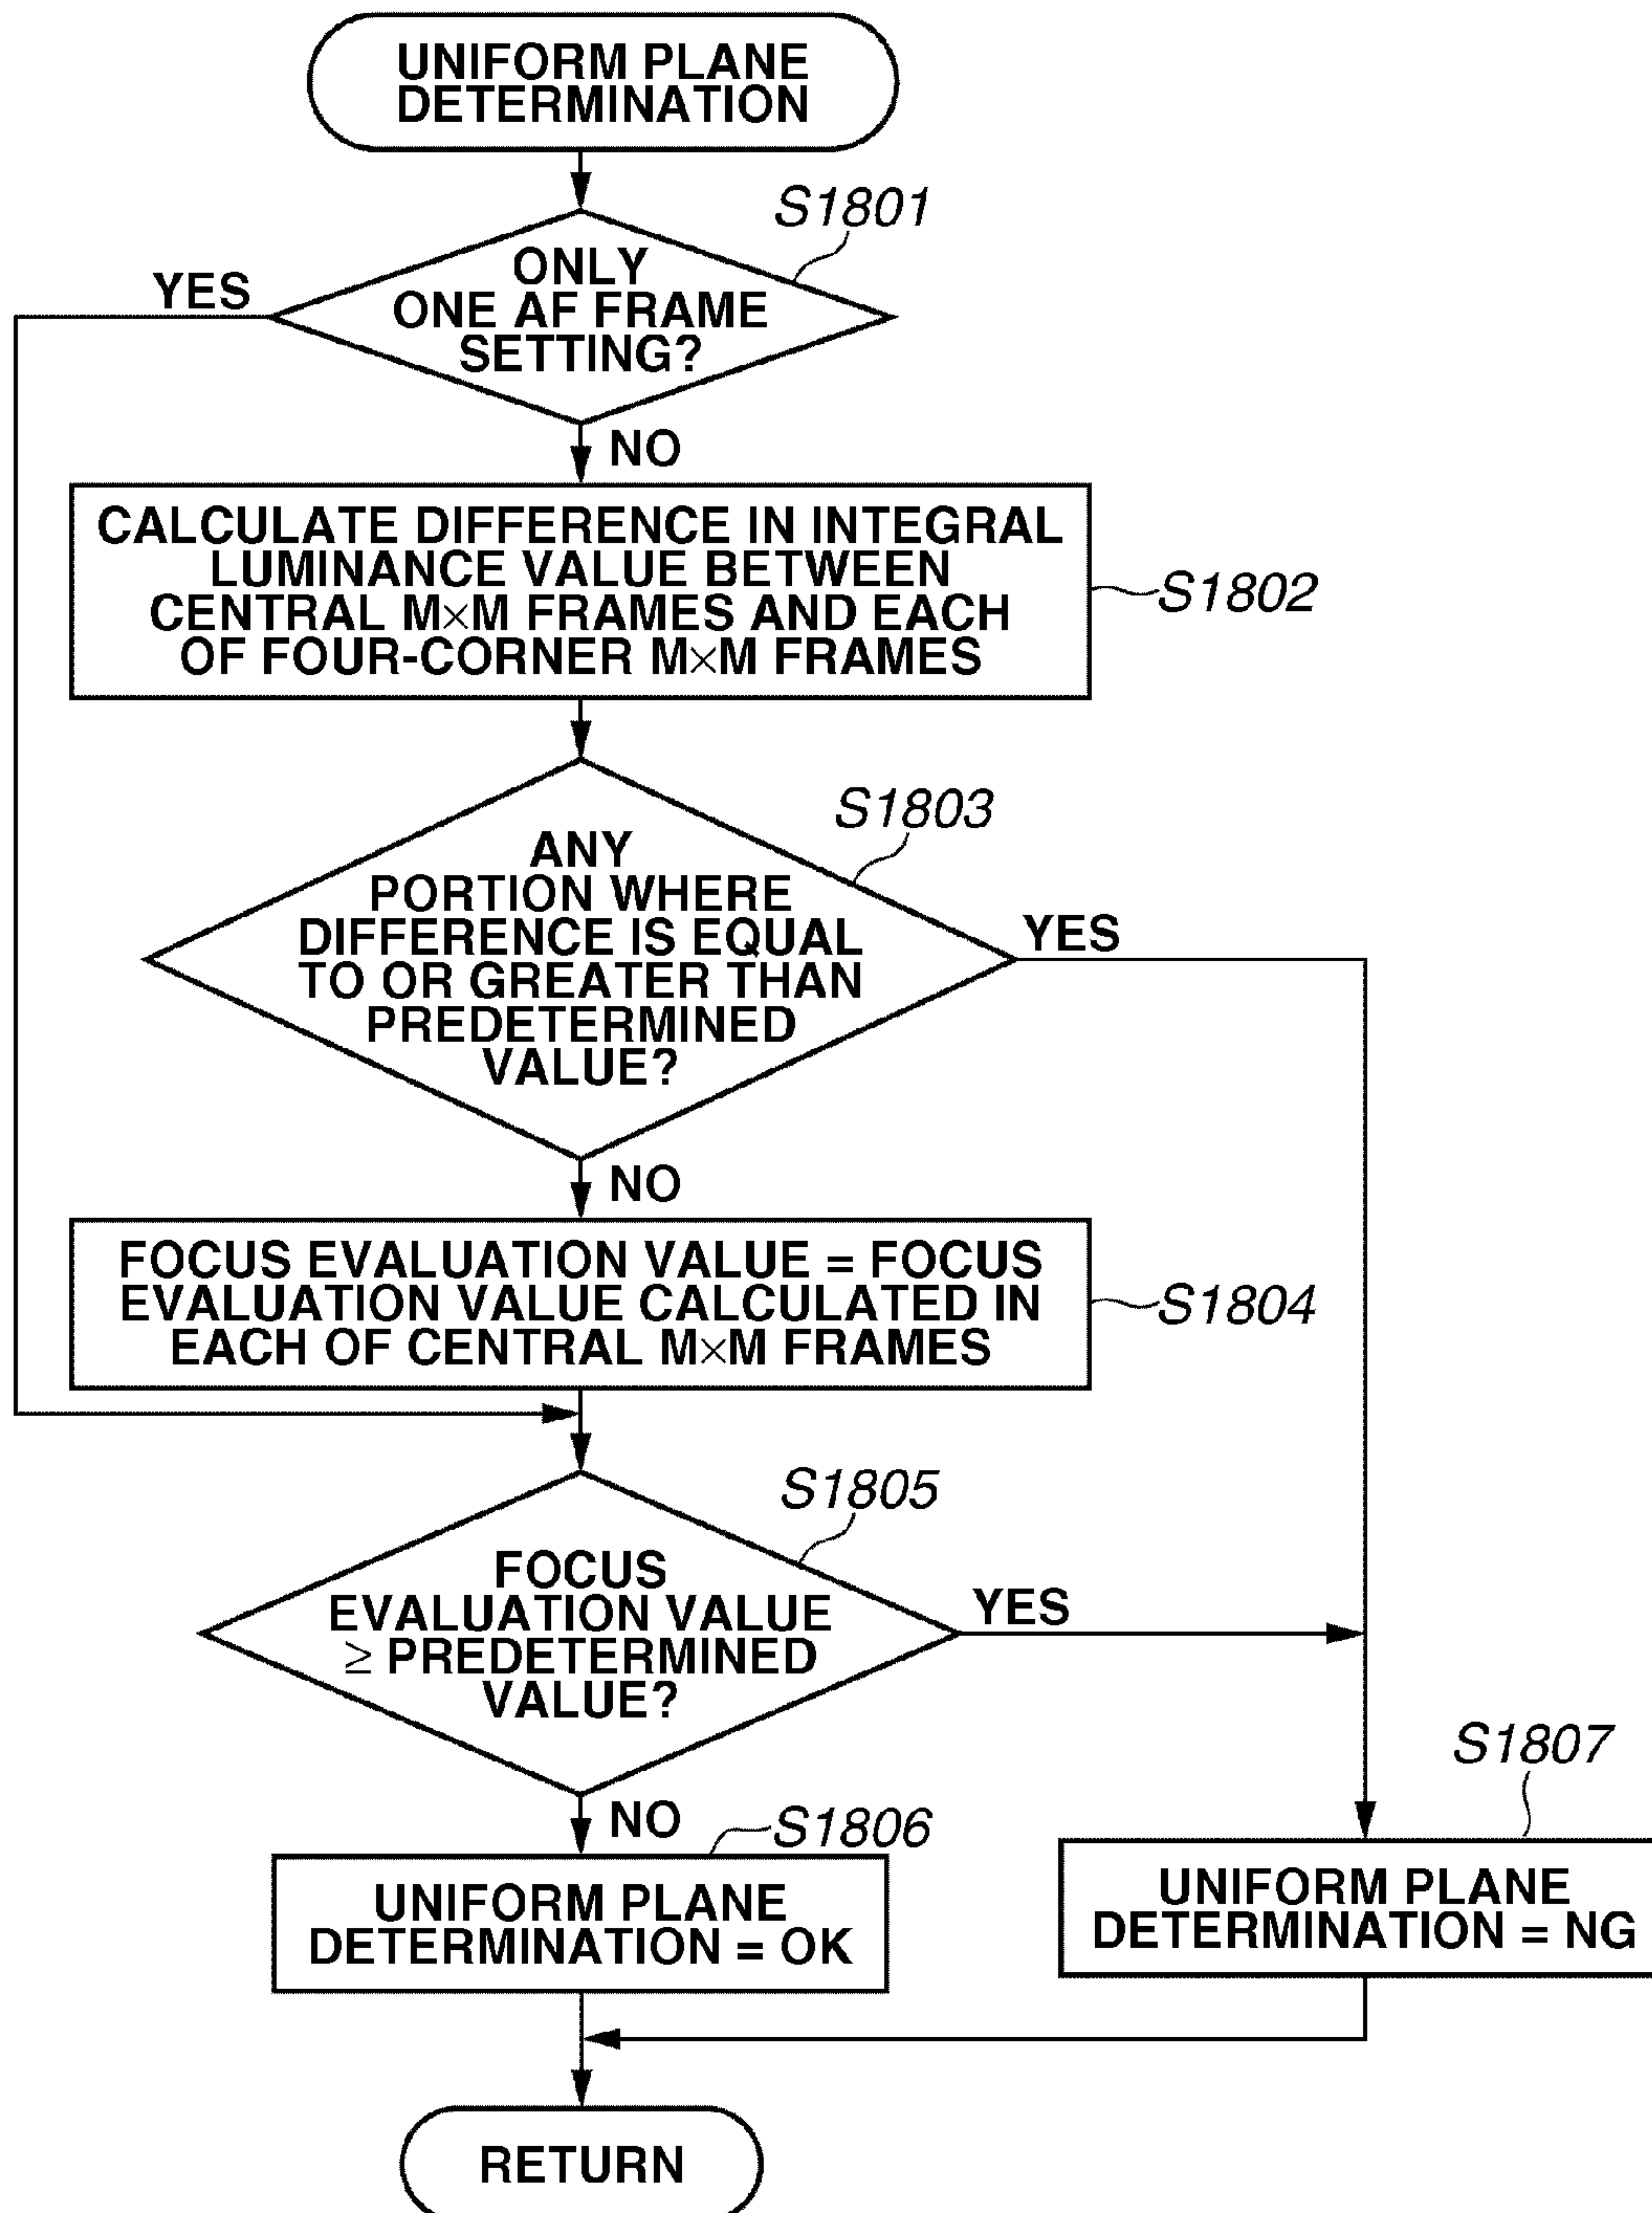 UNIFORM PLANE
DETERMINATION
S1801
YES
ONLY
ONE AF FRAME
SETTING?
NO
CALCULATE DIFFERENCE IN INTEGRAL
LUMINANCE VALUE BETWEEN
CENTRAL M×M FRAMES AND EACH
OF FOUR-CORNER M×M FRAMES
S1802
S1803
ANY
PORTION WHERE
DIFFERENCE IS EQUAL
TO OR GREATER THAN
PREDETERMINED
VALUE?
YES
NO
FOCUS EVALUATION VALUE = FOCUS
EVALUATION VALUE CALCULATED IN
EACH OF CENTRAL M×M FRAMES
S1804
S1805
FOCUS
EVALUATION VALUE
≥ PREDETERMINED
VALUE?
YES
NO
S1806
UNIFORM PLANE
DETERMINATION = OK
S1807
UNIFORM PLANE
DETERMINATION = NG
RETURN